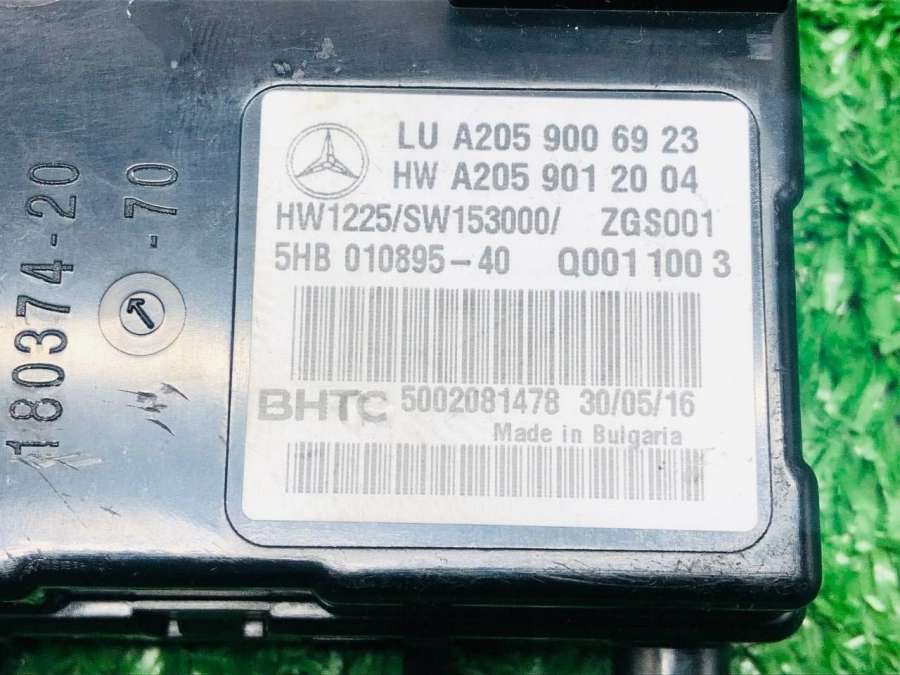 LU A205 900 69 23
HW A205 901 20 04
HW1225/SW153000/ ZGS001
5HB 010895-40 Q001 100 3
BHTC 5002081478 30/05/16
Made in Bulgaria
180374-20
-70